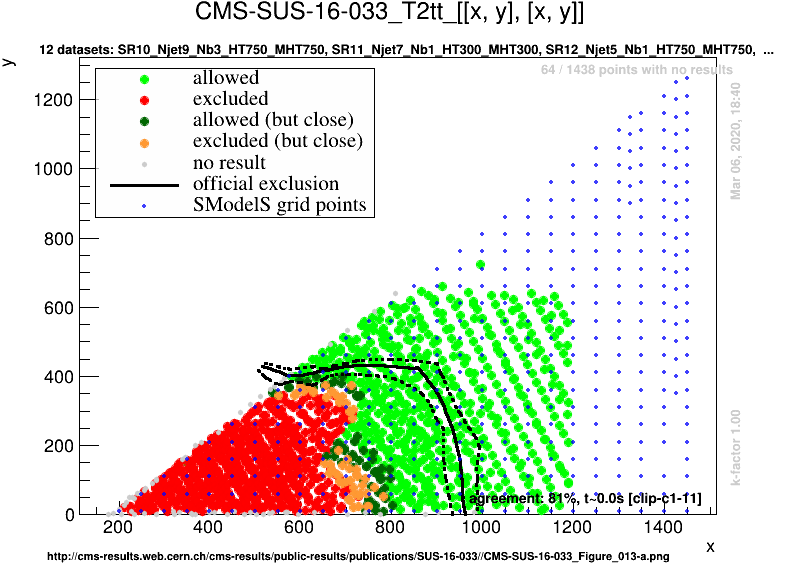 CMS-SUS-16-033_T2tt_[[x, y], [x, y]]
12 datasets: SR10_Njet9_Nb3_HT750_MHT750, SR11_Njet7_Nb1_HT300_MHT300, SR12_Njet5_Nb1_HT750_MHT750, ...
y
64 / 1438 points with no results
allowed
excluded
allowed (but close)
excluded (but close)
no result
official exclusion
SModelS grid points
1200
1000
800
600
400
200
0
Mar 06, 2020, 18:40
k-factor 1.00
agreement: 81%, t~0.0s [clip-c1-11]
200 400 600 800 1000 1200 1400
x
http://cms-results.web.cern.ch/cms-results/public-results/publications/SUS-16-033//CMS-SUS-16-033_Figure_013-a.png